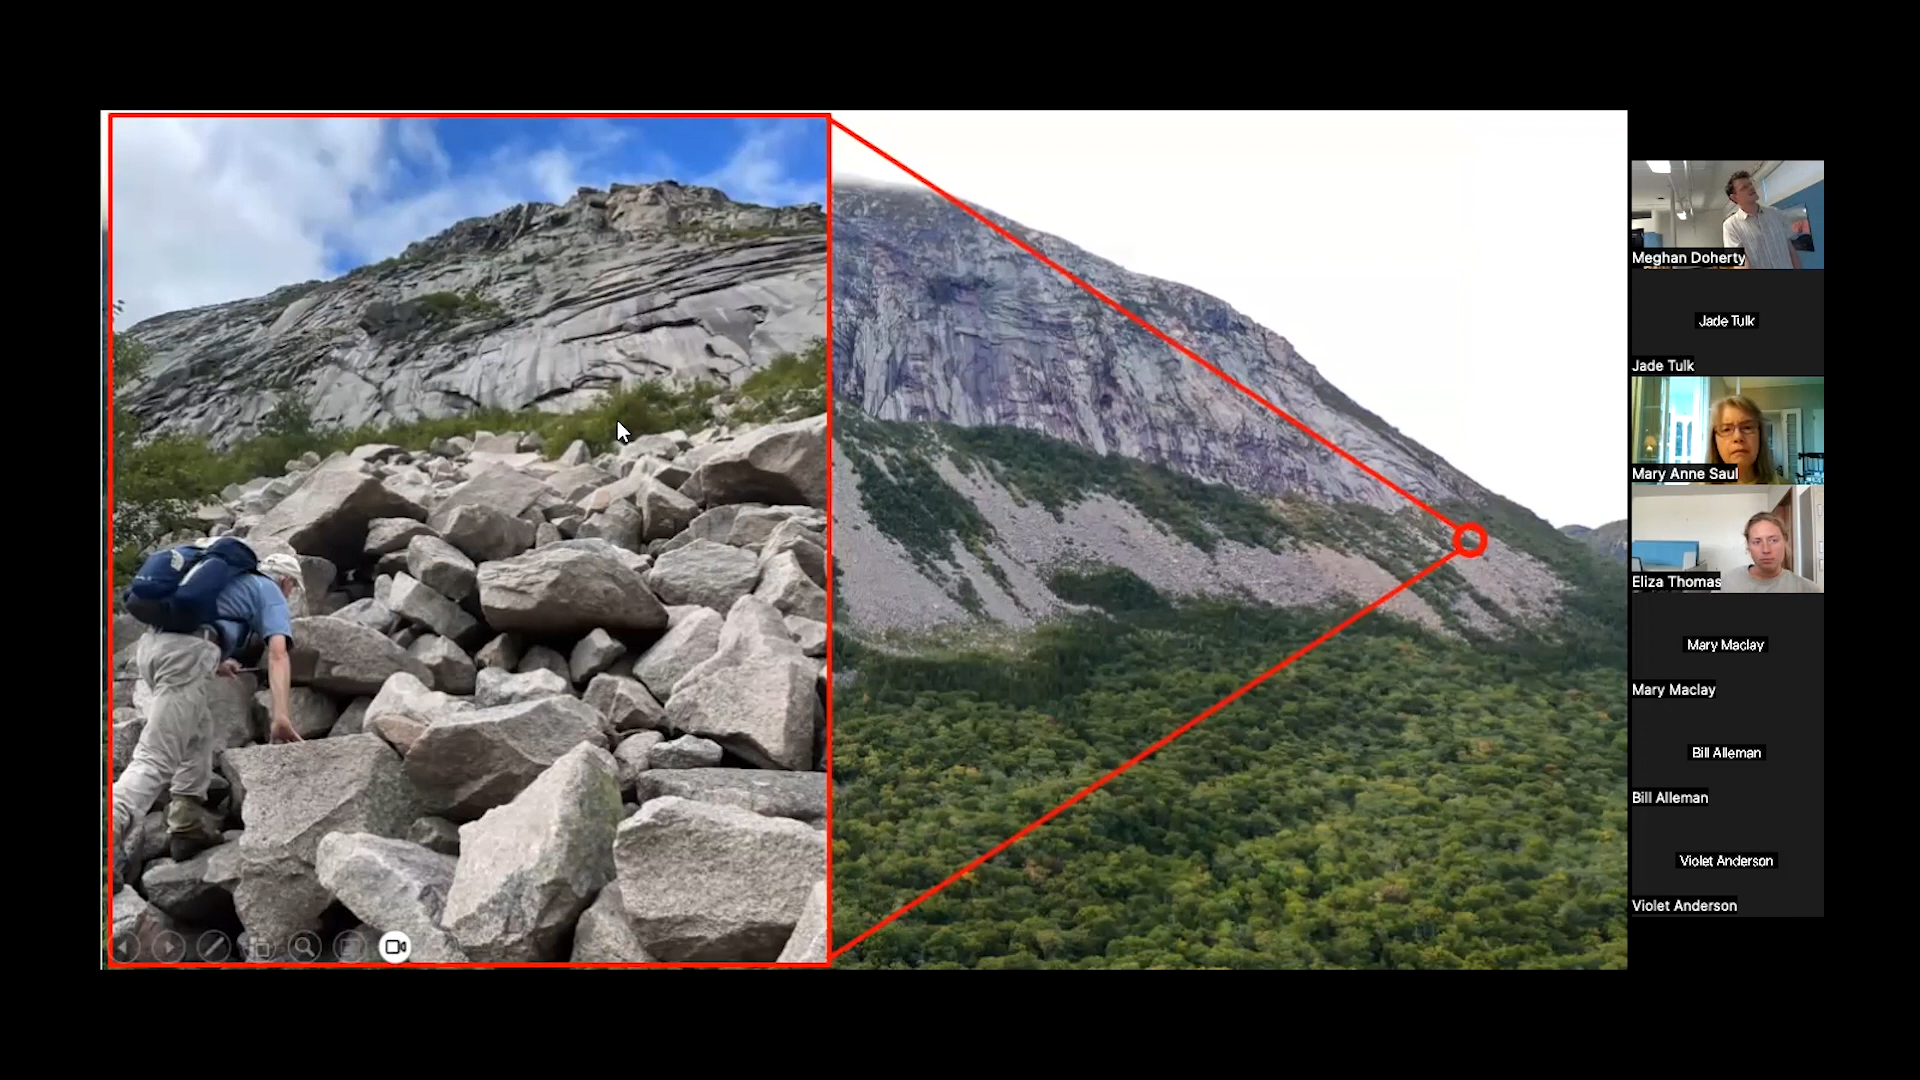 Meghan Doherty
Jade Tulk
Jade Tulk
Mary Anne Saul
Eliza Thomas
Mary Maclay
Mary Maclay
Bill Alleman
Bill Alleman
Violet Anderson
Violet Anderson